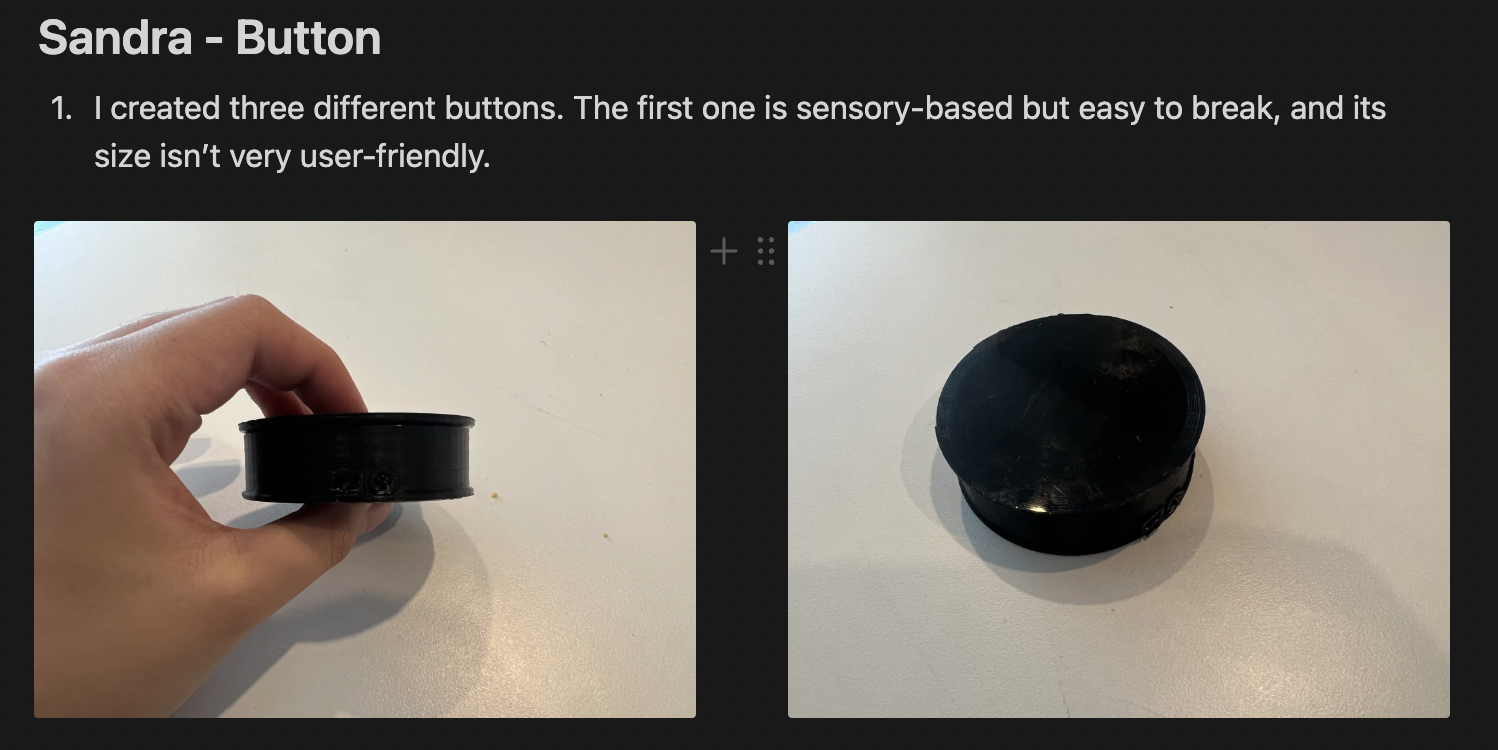 Sandra - Button
1. I created three different buttons. The first one is sensory-based but easy to break, and its
size isn’t very user-friendly.